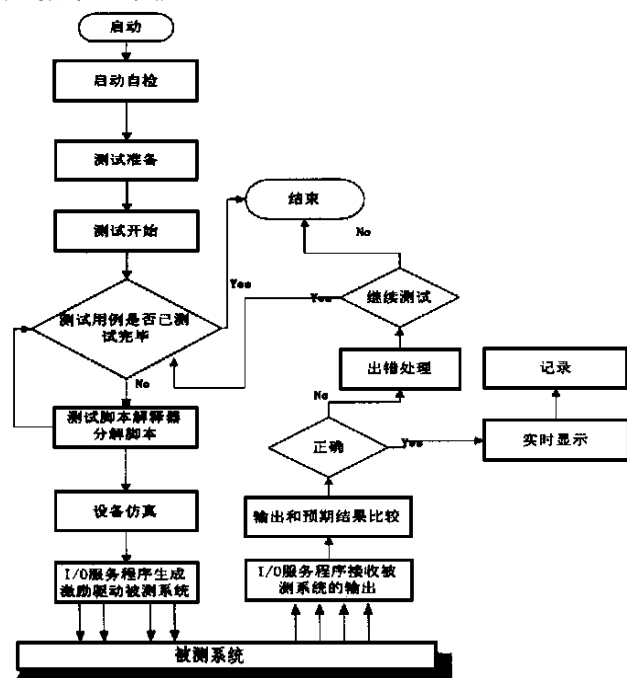 启动
启动自检
测试准备
测试开始
测试用例是否已测
试完毕
Yes
No
测试脚本解释器
分解脚本
设备仿真
I/O服务程序生成
激励驱动被测系统
被测系统
I/O服务程序接收被
测系统的输出
输出和预期结果比较
正确
Yes
No
出错处理
继续测试
Yes
No
结束
实时显示
记录